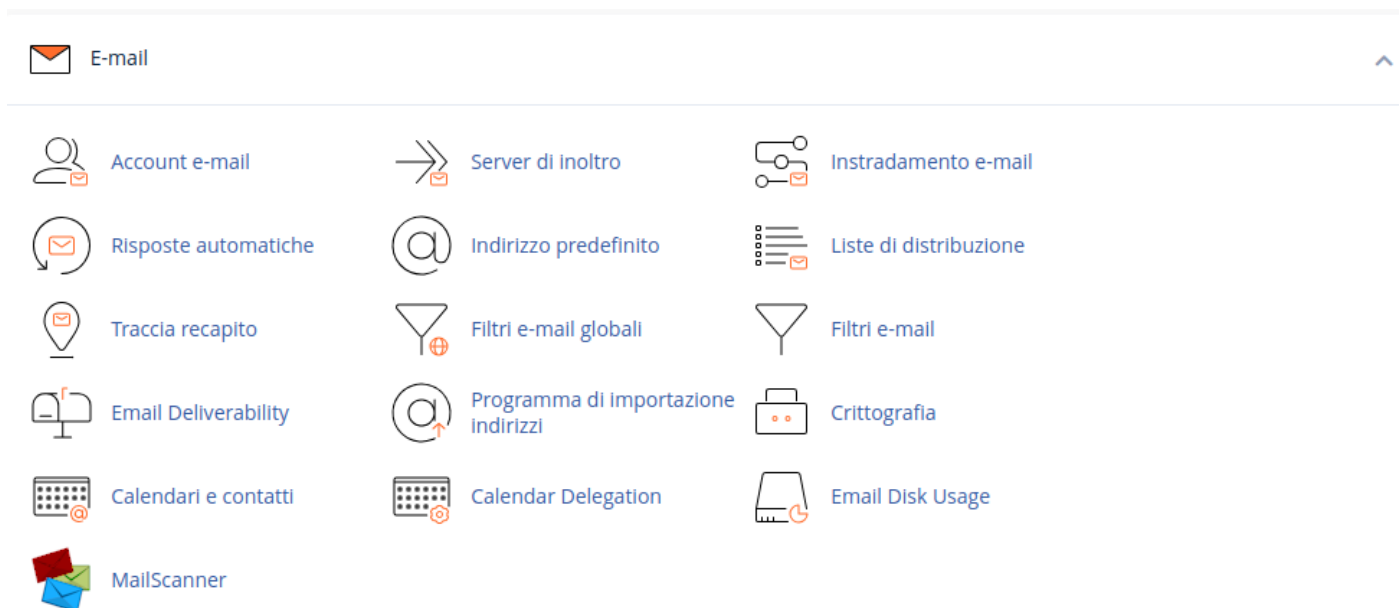 E-mail
Account e-mail
Server di inoltro
Instradamento e-mail
Risposte automatiche
Indirizzo predefinito
Liste di distribuzione
Traccia recapito
Filtri e-mail globali
Filtri e-mail
Email Deliverability
Programma di importazione
indirizzi
Crittografia
Calendari e contatti
Calendar Delegation
Email Disk Usage
MailScanner